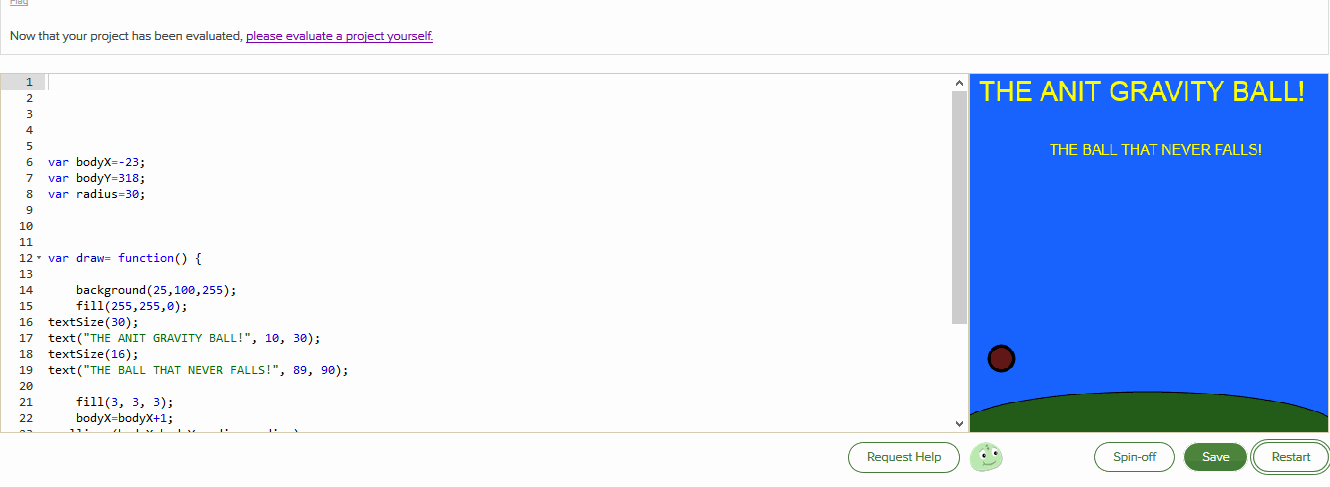 Flag
Now that your project has been evaluated, please evaluate a project yourself.
1
2
3
4
5
6 var bodyX=-23;
7 var bodyY=318;
8 var radius=30;
9
10
11
12 var draw= function() {
13
14 background(25,100,255);
15 fill(255,255,0);
16 textSize(30);
17 text("THE ANIT GRAVITY BALL!", 10, 30);
18 textSize(16);
19 text("THE BALL THAT NEVER FALLS!", 89, 90);
20
21 fill(3, 3, 3);
22 bodyX=bodyX+1;
THE ANIT GRAVITY BALL!
THE BALL THAT NEVER FALLS!
Request Help
Spin-off
Save
Restart